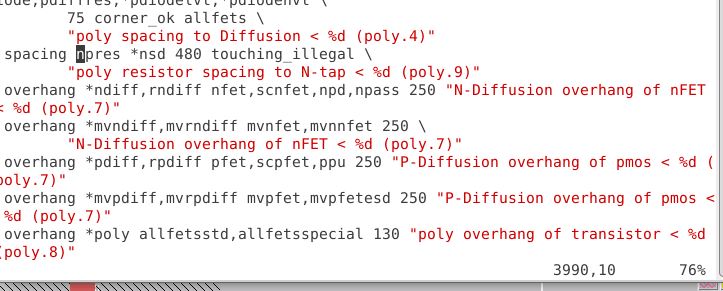 75 corner_ok allfets \
"poly spacing to Diffusion < %d (poly.4)"
spacing npres *nsd 480 touching_illegal \
"poly resistor spacing to N-tap < %d (poly.9)"
overhang *ndiff,rndiff nfet,scnfet,npd,npass 250 "N-Diffusion overhang of nFET
< %d (poly.7)"
overhang *mvndiff,mvrndiff mvnfet,mvnnfet 250 \
"N-Diffusion overhang of nFET < %d (poly.7)"
overhang *pdiff,rpdiff pfet,scpfet,ppu 250 "P-Diffusion overhang of pmos < %d (
poly.7)"
overhang *mvpdiff,mvrpdiff mvpfet,mvpfetesd 250 "P-Diffusion overhang of pmos <
%d (poly.7)"
overhang *poly allfetsstd,allfetsspecial 130 "poly overhang of transistor < %d
(poly.8)"
3990,10 76%